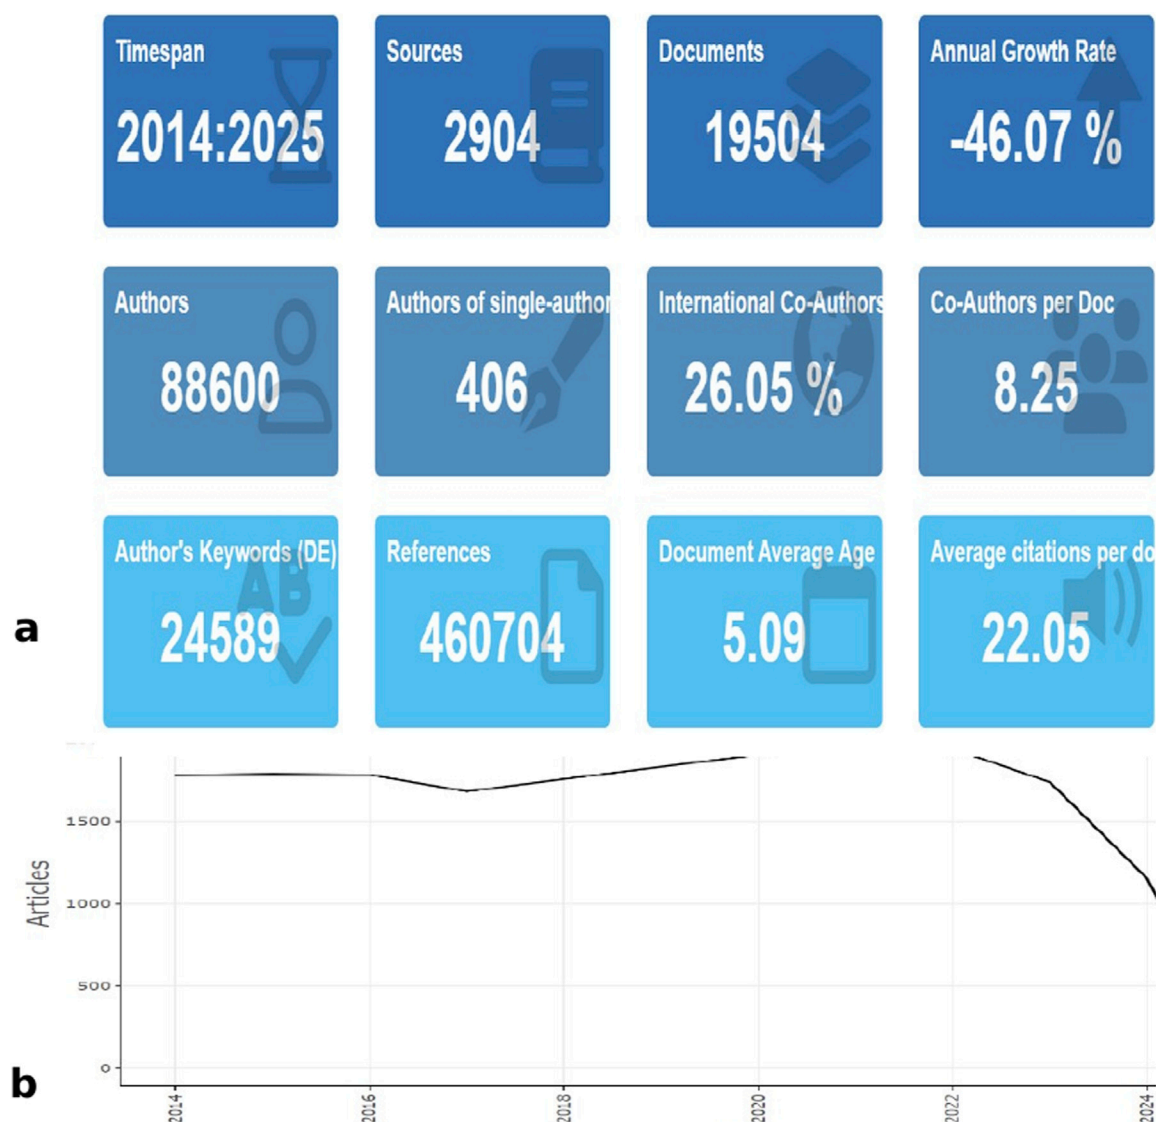 Timespan
2014:2025
Sources
2904
Documents
19504
Annual Growth Rate
-46.07 %
Authors
88600
Authors of single-author
406
International Co-Authors
26.05 %
Co-Authors per Doc
8.25
Author's Keywords (DE)
24589
References
460704
Document Average Age
5.09
Average citations per do
22.05
a
AB
1500
1000
500
0
Articles
b
2014
2016
2018
2020
2022
2024